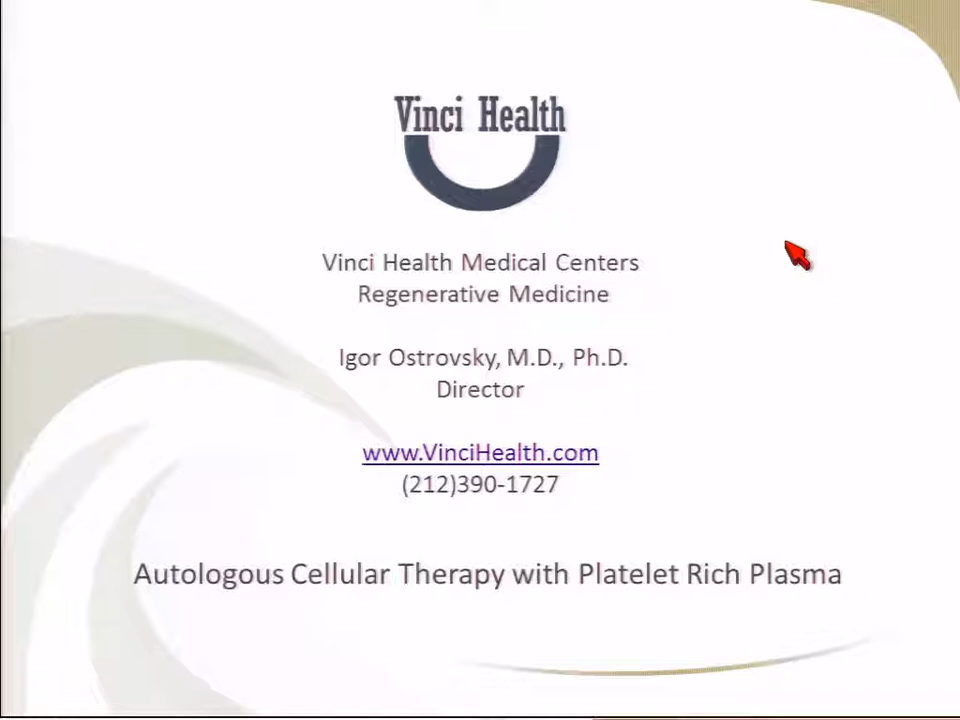 Vinci Health
Vinci Health Medical Centers
Regenerative Medicine
Igor Ostrovsky, M.D., Ph.D.
Director
www.VinciHealth.com
(212)390-1727
Autologous Cellular Therapy with Platelet Rich Plasma